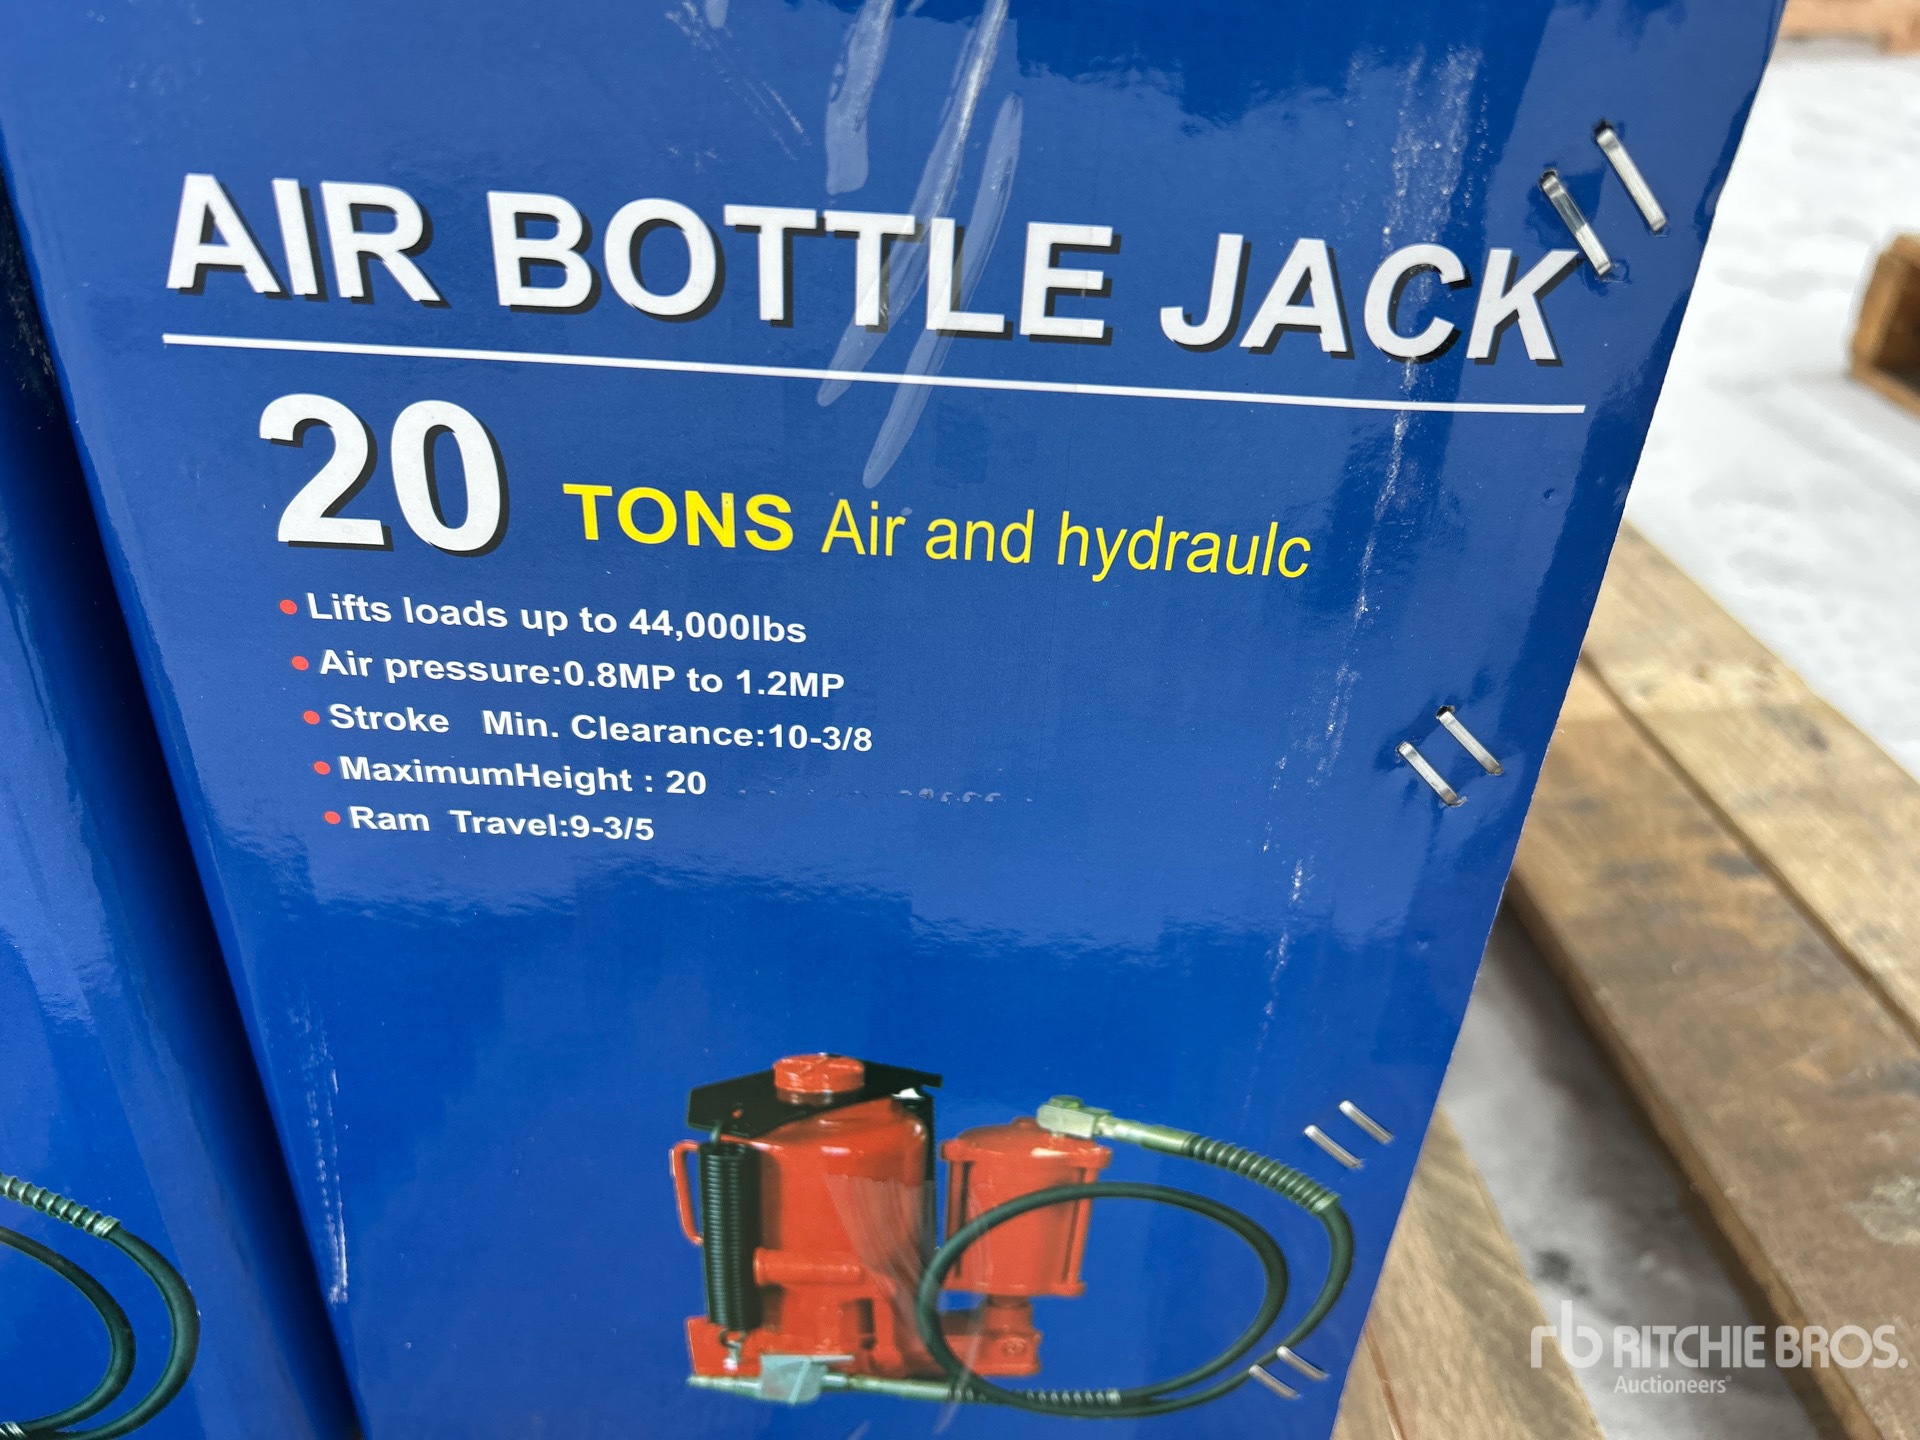 AIR BOTTLE JACK
20 TONS Air and hydraulc
• Lifts loads up to 44,000lbs
• Air pressure:0.8MP to 1.2MP
• Stroke Min. Clearance:10-3/8
• MaximumHeight : 20
• Ram Travel:9-3/5
rb RITCHIE BROS.
Auctioneers